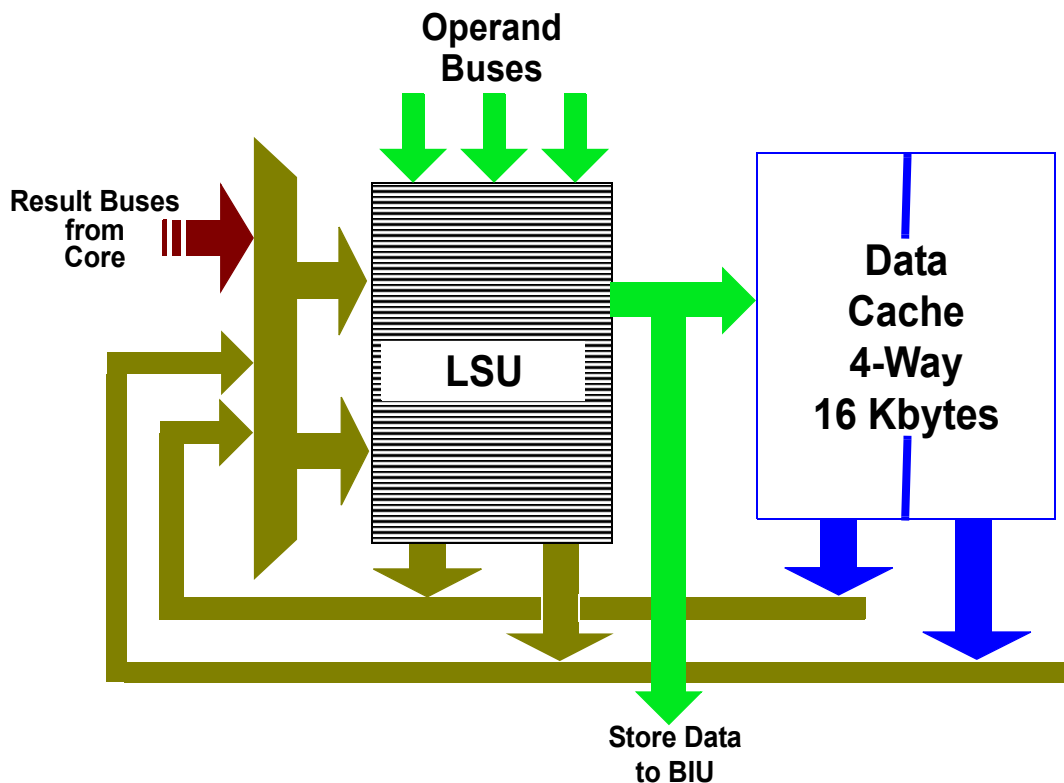 Operand
Buses
Result Buses
from
Core
LSU
Data
Cache
4-Way
16 Kbytes
Store Data
to BIU